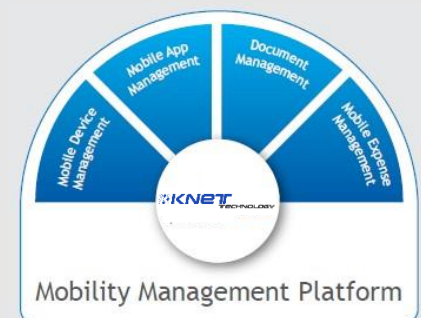 Mobile Device
Management
Mobile App
Management
Document
Management
Mobile Expense
Management
KNET
TECHNOLOGY
Mobility Management Platform